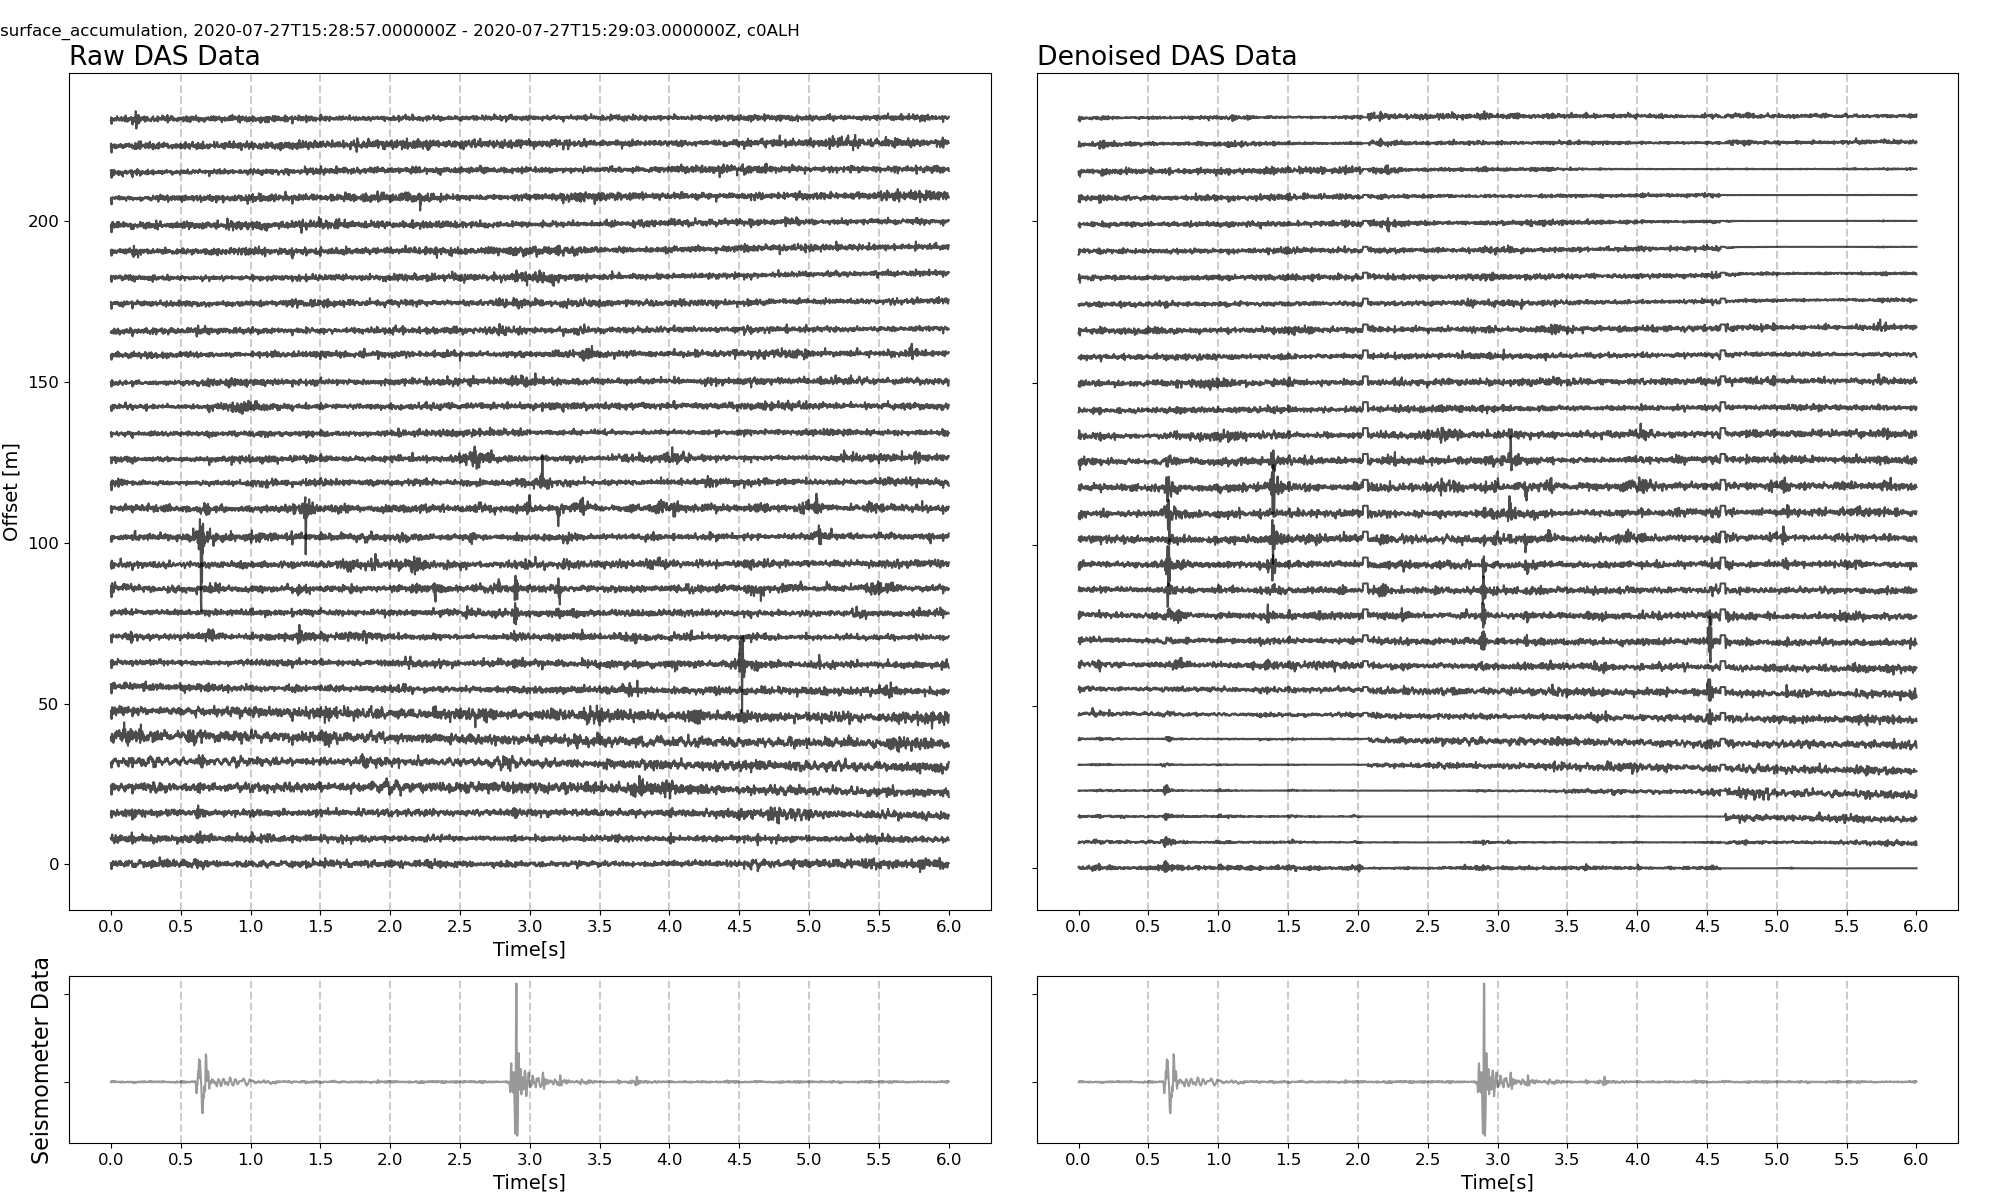 surface_accumulation, 2020-07-27T15:28:57.000000Z - 2020-07-27T15:29:03.000000Z, c0ALH
Raw DAS Data
Denoised DAS Data
Offset [m]
200
150
100
50
0
0.0 0.5 1.0 1.5 2.0 2.5 3.0 3.5 4.0 4.5 5.0 5.5 6.0
Time[s]
0.0 0.5 1.0 1.5 2.0 2.5 3.0 3.5 4.0 4.5 5.0 5.5 6.0
Seismometer Data
0.0 0.5 1.0 1.5 2.0 2.5 3.0 3.5 4.0 4.5 5.0 5.5 6.0
Time[s]
0.0 0.5 1.0 1.5 2.0 2.5 3.0 3.5 4.0 4.5 5.0 5.5 6.0
Time[s]